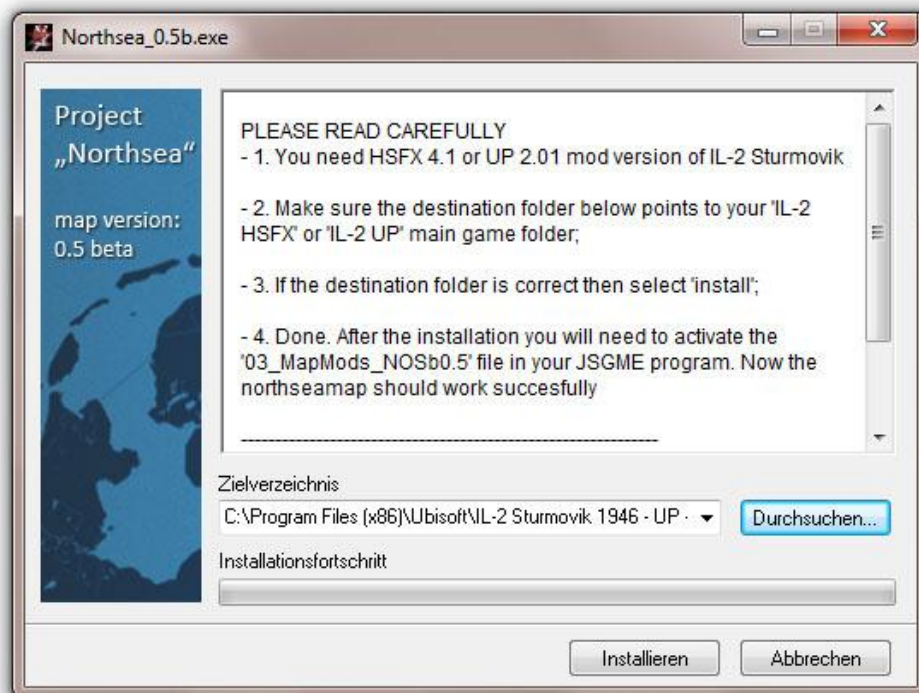 Northsea_0.5b.exe
Project
„Northsea“
map version:
0.5 beta
PLEASE READ CAREFULLY
- 1. You need HSFX 4.1 or UP 2.01 mod version of IL-2 Sturmovik
- 2. Make sure the destination folder below points to your 'IL-2
HSFX' or 'IL-2 UP' main game folder;
- 3. If the destination folder is correct then select 'install';
- 4. Done. After the installation you will need to activate the
'03_MapMods_NOSb0.5' file in your JSGME program. Now the
northseamap should work succesfully
--------------------------------------------------------------
Zielverzeichnis
C:\Program Files (x86)\Ubisoft\IL-2 Sturmovik 1946 - UP -
Durchsuchen...
Installationsfortschritt
Installieren
Abbrechen